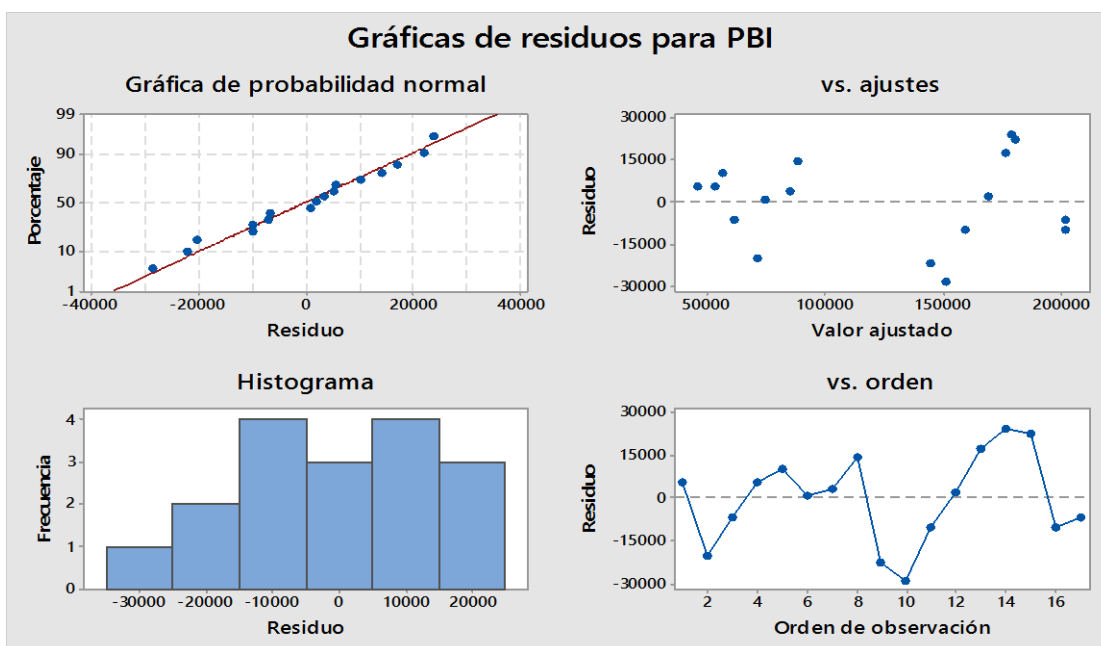 Gráficas de residuos para PBI
Gráfica de probabilidad normal
99
90
50
10
1
Porcentaje
-40000 -20000 0 20000 40000
Residuo
vs. ajustes
30000
15000
0
-15000
-30000
Residuo
50000 100000 150000 200000
Valor ajustado
Histograma
4
3
2
1
0
Frecuencia
-30000 -20000 -10000 0 10000 20000
Residuo
vs. orden
30000
15000
0
-15000
-30000
Residuo
2 4 6 8 10 12 14 16
Orden de observación